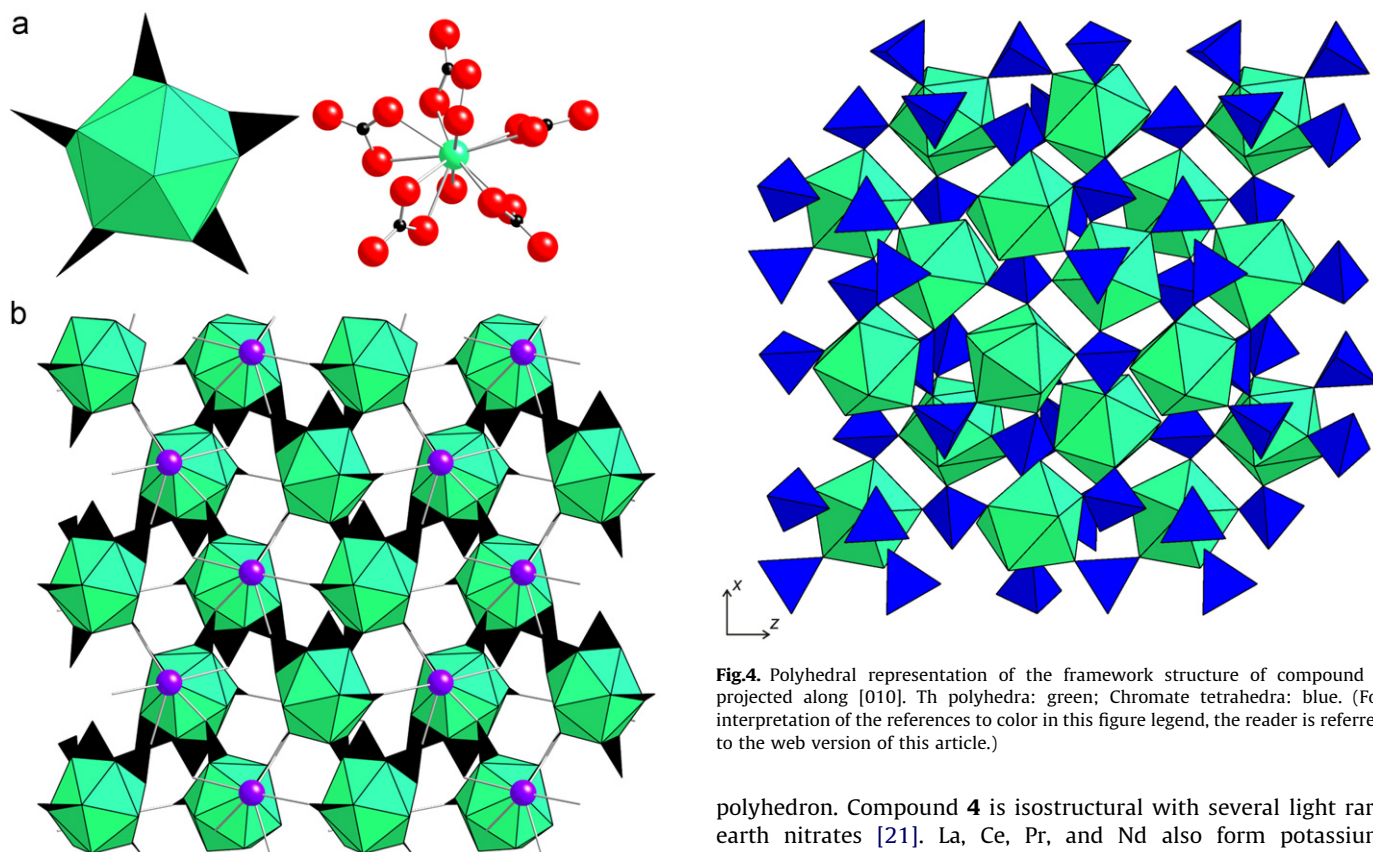 a
b
x
z
Fig.4. Polyhedral representation of the framework structure of compound
projected along [010]. Th polyhedra: green; Chromate tetrahedra: blue. (Fo
interpretation of the references to color in this figure legend, the reader is referre
to the web version of this article.)
polyhedron. Compound 4 is isostructural with several light rar
earth nitrates [21]. La, Ce, Pr, and Nd also form potassium